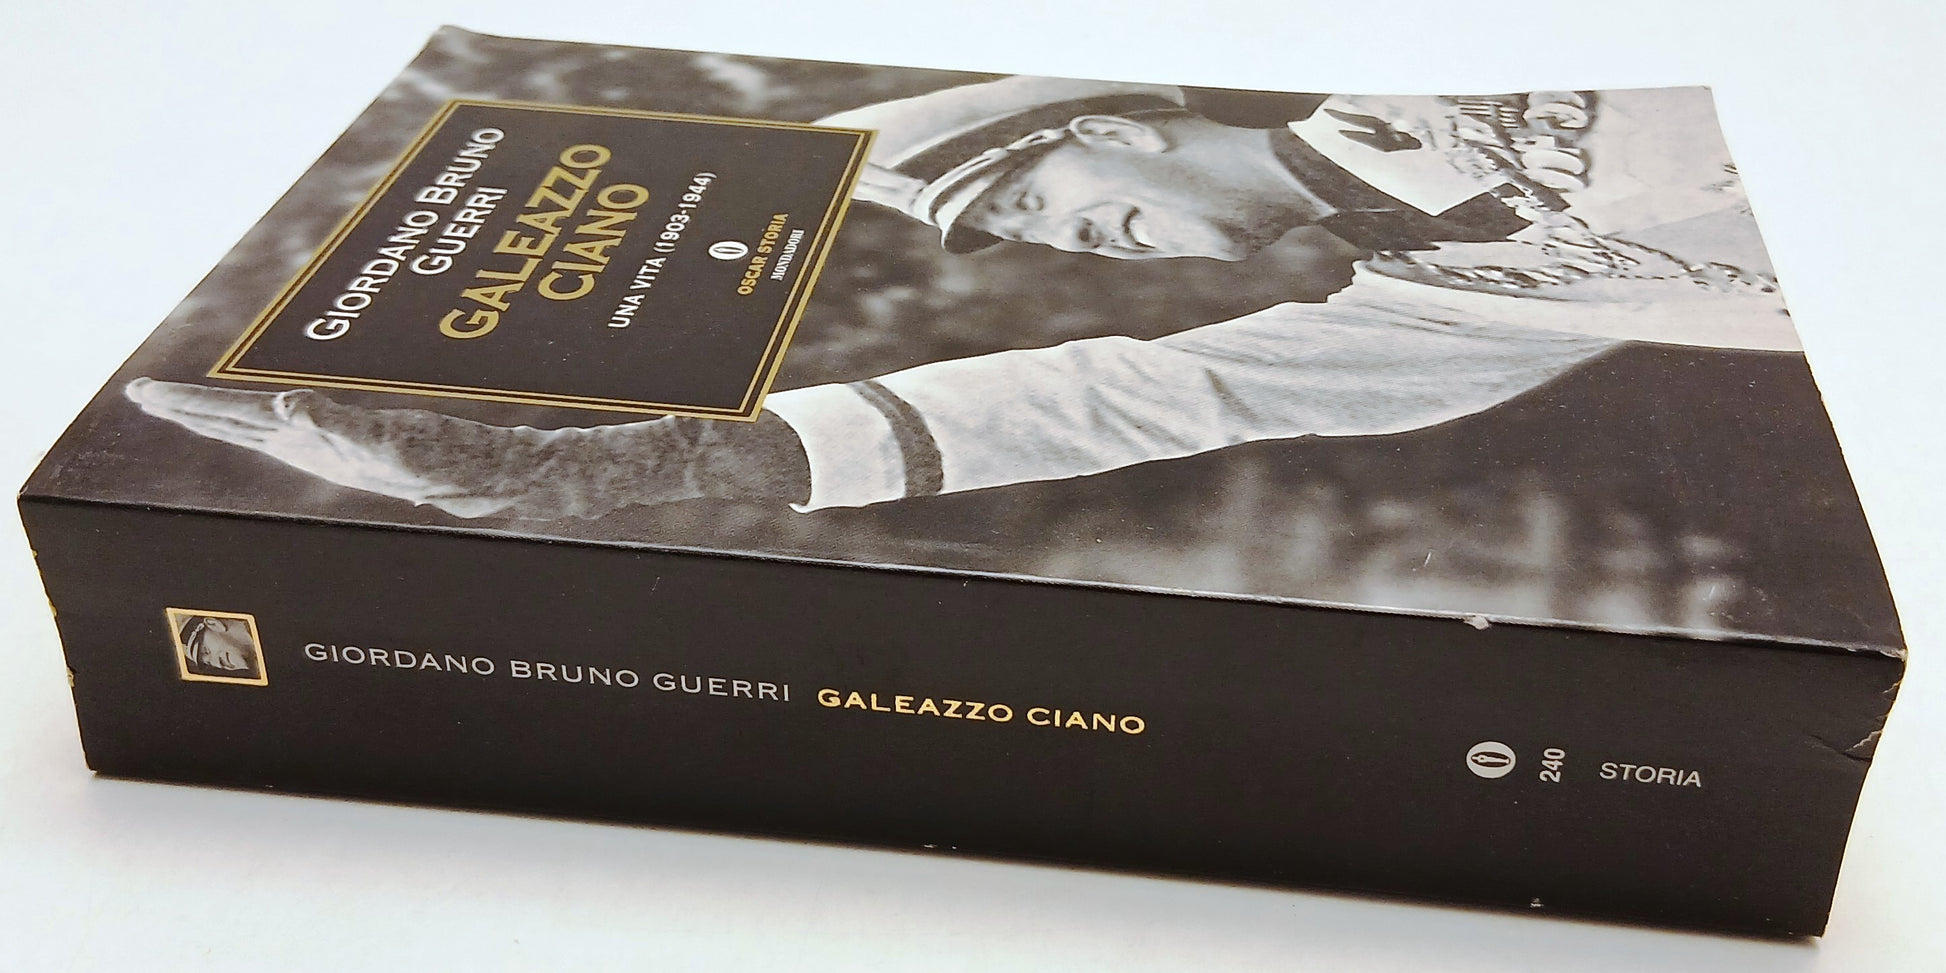 GIORDANO BRUNO
GUERRI
GALEAZZO
CIANO
UNA VITA (1903-1944)
OSCAR STORIA
MONDADORI
GIORDANO BRUNO GUERRI GALEAZZO CIANO
240
STORIA